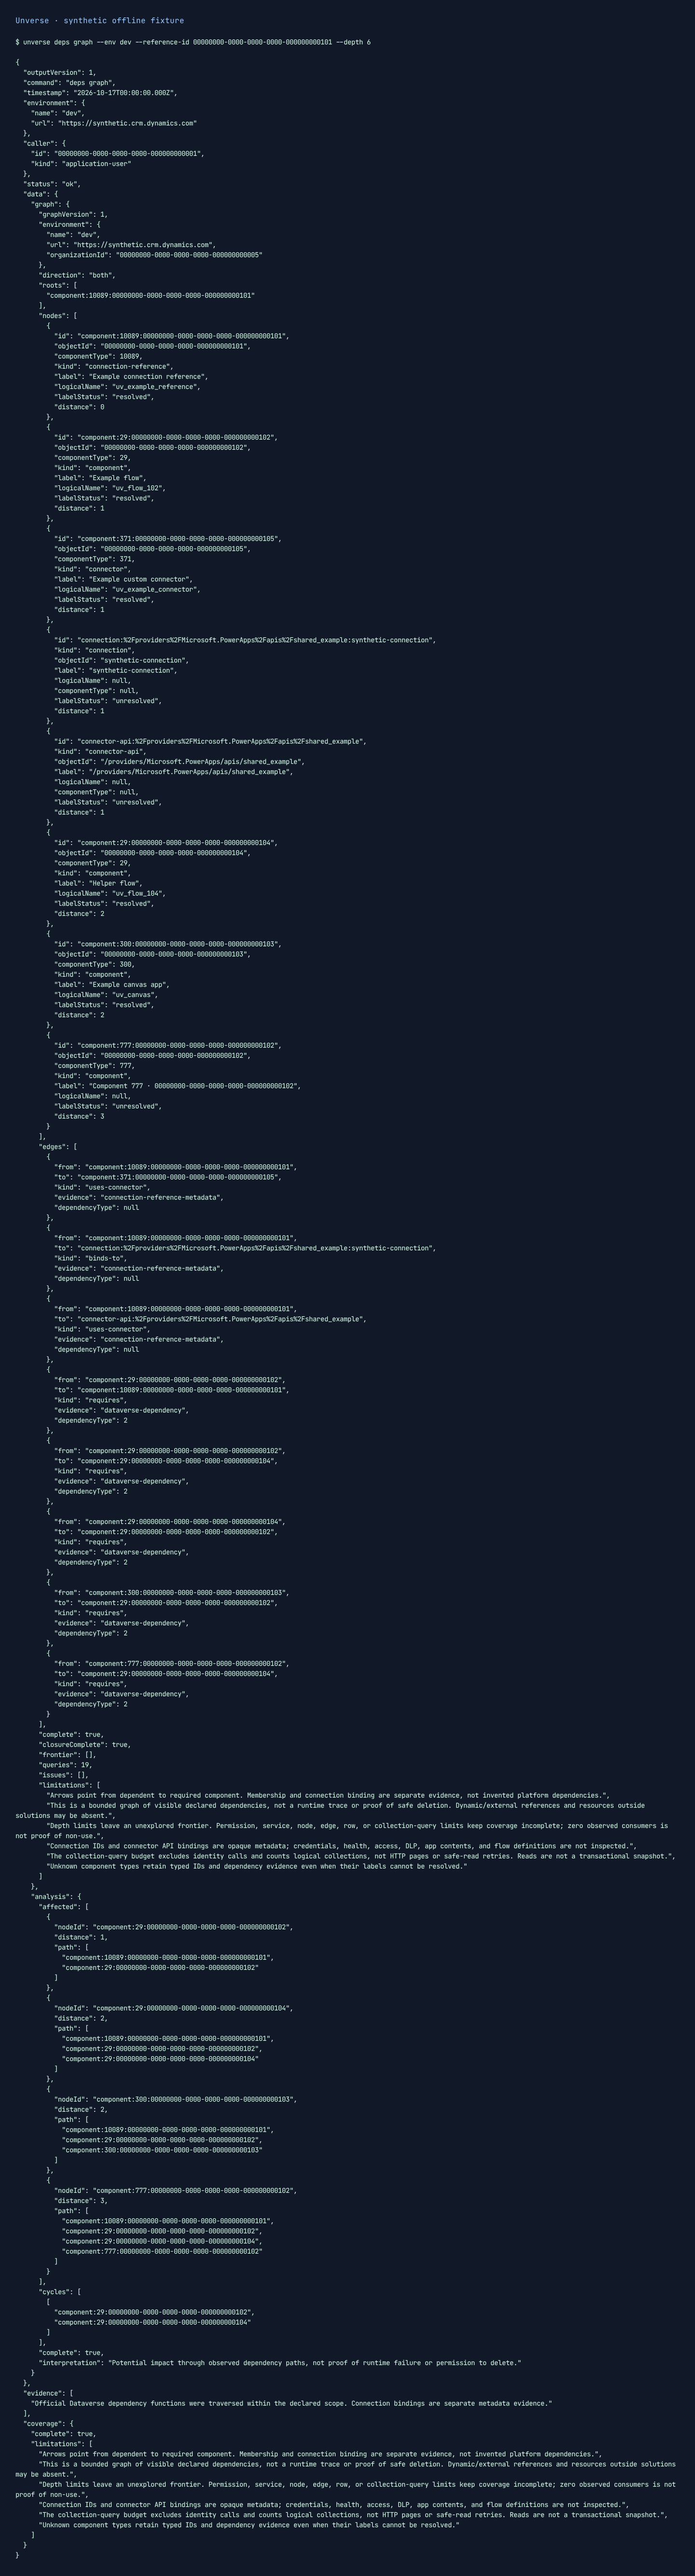 Unverse · synthetic offline fixture
$ unverse deps graph --env dev --reference-id 00000000-0000-0000-0000-000000000101 --depth 6
{
  "outputVersion": 1,
  "command": "deps graph",
  "timestamp": "2026-10-17T00:00:00.000Z",
  "environment": {
    "name": "dev",
    "url": "https://synthetic.crm.dynamics.com"
  },
  "caller": {
    "id": "00000000-0000-0000-0000-000000000001",
    "kind": "application-user"
  },
  "status": "ok",
  "data": {
    "graph": {
      "graphVersion": 1,
      "environment": {
        "name": "dev",
        "url": "https://synthetic.crm.dynamics.com",
        "organizationId": "00000000-0000-0000-0000-000000000005"
      },
      "direction": "both",
      "roots": [
        "component:10089:00000000-0000-0000-0000-000000000101"
      ],
      "nodes": [
        {
          "id": "component:10089:00000000-0000-0000-0000-000000000101",
          "objectId": "00000000-0000-0000-0000-000000000101",
          "componentType": 10089,
          "kind": "connection-reference",
          "label": "Example connection reference",
          "logicalName": "uv_example_reference",
          "labelStatus": "resolved",
          "distance": 0
        },
        {
          "id": "component:29:00000000-0000-0000-0000-000000000102",
          "objectId": "00000000-0000-0000-0000-000000000102",
          "componentType": 29,
          "kind": "component",
          "label": "Example flow",
          "logicalName": "uv_flow_102",
          "labelStatus": "resolved",
          "distance": 1
        },
        {
          "id": "component:371:00000000-0000-0000-0000-000000000105",
          "objectId": "00000000-0000-0000-0000-000000000105",
          "componentType": 371,
          "kind": "connector",
          "label": "Example custom connector",
          "logicalName": "uv_example_connector",
          "labelStatus": "resolved",
          "distance": 1
        },
        {
          "id": "connection:%2Fproviders%2FMicrosoft.PowerApps%2Fapis%2Fshared_example:synthetic-connection",
          "kind": "connection",
          "objectId": "synthetic-connection",
          "label": "synthetic-connection",
          "logicalName": null,
          "componentType": null,
          "labelStatus": "unresolved",
          "distance": 1
        },
        {
          "id": "connector-api:%2Fproviders%2FMicrosoft.PowerApps%2Fapis%2Fshared_example",
          "kind": "connector-api",
          "objectId": "/providers/Microsoft.PowerApps/apis/shared_example",
          "label": "/providers/Microsoft.PowerApps/apis/shared_example",
          "logicalName": null,
          "componentType": null,
          "labelStatus": "unresolved",
          "distance": 1
        },
        {
          "id": "component:29:00000000-0000-0000-0000-000000000104",
          "objectId": "00000000-0000-0000-0000-000000000104",
          "componentType": 29,
          "kind": "component",
          "label": "Helper flow",
          "logicalName": "uv_flow_104",
          "labelStatus": "resolved",
          "distance": 2
        },
        {
          "id": "component:300:00000000-0000-0000-0000-000000000103",
          "objectId": "00000000-0000-0000-0000-000000000103",
          "componentType": 300,
          "kind": "component",
          "label": "Example canvas app",
          "logicalName": "uv_canvas",
          "labelStatus": "resolved",
          "distance": 2
        },
        {
          "id": "component:777:00000000-0000-0000-0000-000000000102",
          "objectId": "00000000-0000-0000-0000-000000000102",
          "componentType": 777,
          "kind": "component",
          "label": "Component 777 · 00000000-0000-0000-0000-000000000102",
          "logicalName": null,
          "labelStatus": "unresolved",
          "distance": 3
        }
      ],
      "edges": [
        {
          "from": "component:10089:00000000-0000-0000-0000-000000000101",
          "to": "component:371:00000000-0000-0000-0000-000000000105",
          "kind": "uses-connector",
          "evidence": "connection-reference-metadata",
          "dependencyType": null
        },
        {
          "from": "component:10089:00000000-0000-0000-0000-000000000101",
          "to": "connection:%2Fproviders%2FMicrosoft.PowerApps%2Fapis%2Fshared_example:synthetic-connection",
          "kind": "binds-to",
          "evidence": "connection-reference-metadata",
          "dependencyType": null
        },
        {
          "from": "component:10089:00000000-0000-0000-0000-000000000101",
          "to": "connector-api:%2Fproviders%2FMicrosoft.PowerApps%2Fapis%2Fshared_example",
          "kind": "uses-connector",
          "evidence": "connection-reference-metadata",
          "dependencyType": null
        },
        {
          "from": "component:29:00000000-0000-0000-0000-000000000102",
          "to": "component:10089:00000000-0000-0000-0000-000000000101",
          "kind": "requires",
          "evidence": "dataverse-dependency",
          "dependencyType": 2
        },
        {
          "from": "component:29:00000000-0000-0000-0000-000000000102",
          "to": "component:29:00000000-0000-0000-0000-000000000104",
          "kind": "requires",
          "evidence": "dataverse-dependency",
          "dependencyType": 2
        },
        {
          "from": "component:29:00000000-0000-0000-0000-000000000104",
          "to": "component:29:00000000-0000-0000-0000-000000000102",
          "kind": "requires",
          "evidence": "dataverse-dependency",
          "dependencyType": 2
        },
        {
          "from": "component:300:00000000-0000-0000-0000-000000000103",
          "to": "component:29:00000000-0000-0000-0000-000000000102",
          "kind": "requires",
          "evidence": "dataverse-dependency",
          "dependencyType": 2
        },
        {
          "from": "component:777:00000000-0000-0000-0000-000000000102",
          "to": "component:29:00000000-0000-0000-0000-000000000104",
          "kind": "requires",
          "evidence": "dataverse-dependency",
          "dependencyType": 2
        }
      ],
      "complete": true,
      "closureComplete": true,
      "frontier": [],
      "queries": 19,
      "issues": [],
      "limitations": [
        "Arrows point from dependent to required component. Membership and connection binding are separate evidence, not invented platform dependencies.",
        "This is a bounded graph of visible declared dependencies, not a runtime trace or proof of safe deletion. Dynamic/external references and resources outside
solutions may be absent.",
        "Depth limits leave an unexplored frontier. Permission, service, node, edge, row, or collection-query limits keep coverage incomplete; zero observed consumers is
not proof of non-use.",
        "Connection IDs and connector API bindings are opaque metadata; credentials, health, access, DLP, app contents, and flow definitions are not inspected.",
        "The collection-query budget excludes identity calls and counts logical collections, not HTTP pages or safe-read retries. Reads are not a transactional snapshot.",
        "Unknown component types retain typed IDs and dependency evidence even when their labels cannot be resolved."
      ]
    },
    "analysis": {
      "affected": [
        {
          "nodeId": "component:29:00000000-0000-0000-0000-000000000102",
          "distance": 1,
          "path": [
            "component:10089:00000000-0000-0000-0000-000000000101",
            "component:29:00000000-0000-0000-0000-000000000102"
          ]
        },
        {
          "nodeId": "component:29:00000000-0000-0000-0000-000000000104",
          "distance": 2,
          "path": [
            "component:10089:00000000-0000-0000-0000-000000000101",
            "component:29:00000000-0000-0000-0000-000000000102",
            "component:29:00000000-0000-0000-0000-000000000104"
          ]
        },
        {
          "nodeId": "component:300:00000000-0000-0000-0000-000000000103",
          "distance": 2,
          "path": [
            "component:10089:00000000-0000-0000-0000-000000000101",
            "component:29:00000000-0000-0000-0000-000000000102",
            "component:300:00000000-0000-0000-0000-000000000103"
          ]
        },
        {
          "nodeId": "component:777:00000000-0000-0000-0000-000000000102",
          "distance": 3,
          "path": [
            "component:10089:00000000-0000-0000-0000-000000000101",
            "component:29:00000000-0000-0000-0000-000000000102",
            "component:29:00000000-0000-0000-0000-000000000104",
            "component:777:00000000-0000-0000-0000-000000000102"
          ]
        }
      ],
      "cycles": [
        [
          "component:29:00000000-0000-0000-0000-000000000102",
          "component:29:00000000-0000-0000-0000-000000000104"
        ]
      ],
      "complete": true,
      "interpretation": "Potential impact through observed dependency paths, not proof of runtime failure or permission to delete."
    }
  },
  "evidence": [
    "Official Dataverse dependency functions were traversed within the declared scope. Connection bindings are separate metadata evidence."
  ],
  "coverage": {
    "complete": true,
    "limitations": [
      "Arrows point from dependent to required component. Membership and connection binding are separate evidence, not invented platform dependencies.",
      "This is a bounded graph of visible declared dependencies, not a runtime trace or proof of safe deletion. Dynamic/external references and resources outside solutions
may be absent.",
      "Depth limits leave an unexplored frontier. Permission, service, node, edge, row, or collection-query limits keep coverage incomplete; zero observed consumers is not
proof of non-use.",
      "Connection IDs and connector API bindings are opaque metadata; credentials, health, access, DLP, app contents, and flow definitions are not inspected.",
      "The collection-query budget excludes identity calls and counts logical collections, not HTTP pages or safe-read retries. Reads are not a transactional snapshot.",
      "Unknown component types retain typed IDs and dependency evidence even when their labels cannot be resolved."
    ]
  }
}